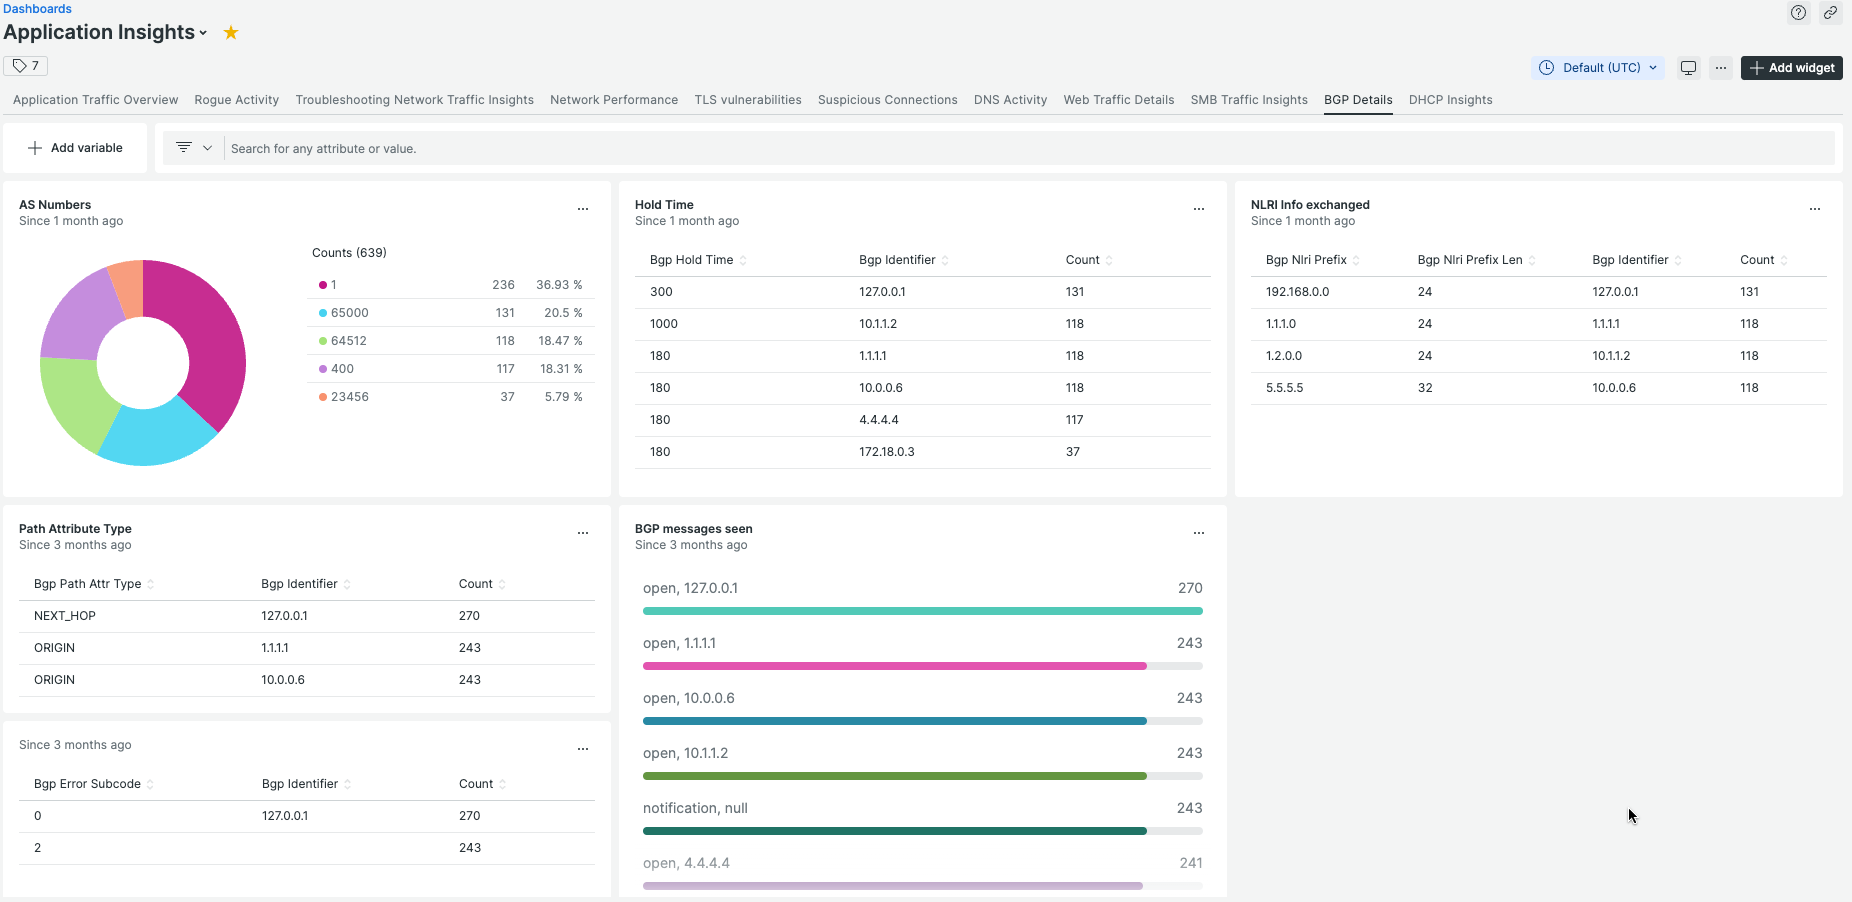 Dashboards
Application Insights
7
Default (UTC)
... Add widget
Application Traffic Overview Rogue Activity Troubleshooting Network Traffic Insights Network Performance TLS vulnerabilities Suspicious Connections DNS Activity Web Traffic Details SMB Traffic Insights BGP Details DHCP Insights
Add variable
Search for any attribute or value.
AS Numbers
Since 1 month ago
Counts (639)
1 236 36.93 %
65000 131 20.5 %
64512 118 18.47 %
400 117 18.31 %
23456 37 5.79 %
Hold Time
Since 1 month ago
Bgp Hold Time Bgp Identifier Count
300 127.0.0.1 131
1000 10.1.1.2 118
180 1.1.1.1 118
180 10.0.0.6 118
180 4.4.4.4 117
180 172.18.0.3 37
NLRI Info exchanged
Since 1 month ago
Bgp Nlri Prefix Bgp Nlri Prefix Len Bgp Identifier Count
192.168.0.0 24 127.0.0.1 131
1.1.1.0 24 1.1.1.1 118
1.2.0.0 24 10.1.1.2 118
5.5.5.5 32 10.0.0.6 118
Path Attribute Type
Since 3 months ago
Bgp Path Attr Type Bgp Identifier Count
NEXT_HOP 127.0.0.1 270
ORIGIN 1.1.1.1 243
ORIGIN 10.0.0.6 243
Since 3 months ago
Bgp Error Subcode Bgp Identifier Count
0 127.0.0.1 270
2 243
BGP messages seen
Since 3 months ago
open, 127.0.0.1 270
open, 1.1.1.1 243
open, 10.0.0.6 243
open, 10.1.1.2 243
notification, null 243
open, 4.4.4.4 241